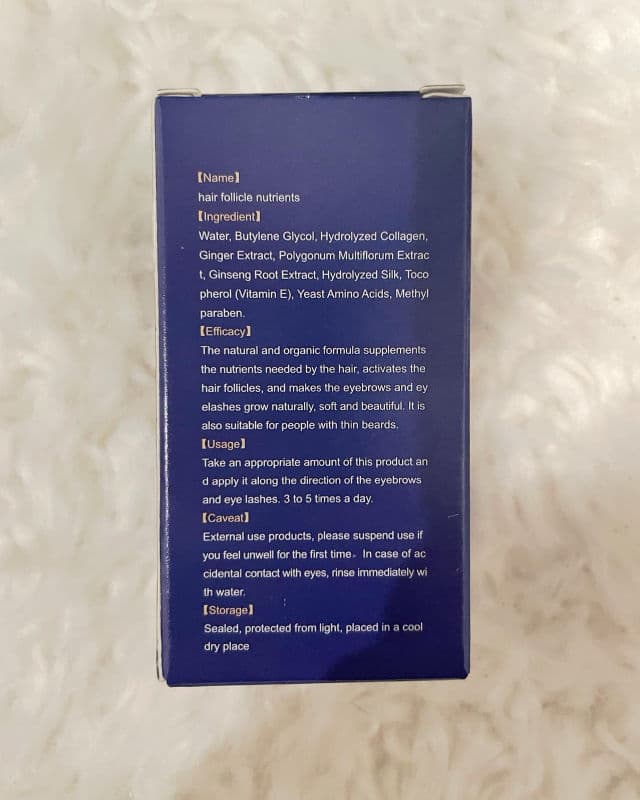 【Name】
hair follicle nutrients
【Ingredient】
Water, Butylene Glycol, Hydrolyzed Collagen,
Ginger Extract, Polygonum Multiflorum Extrac
t, Ginseng Root Extract, Hydrolyzed Silk, Toco
pherol (Vitamin E), Yeast Amino Acids, Methyl
paraben.
【Efficacy】
The natural and organic formula supplements
the nutrients needed by the hair, activates the
hair follicles, and makes the eyebrows and ey
elashes grow naturally, soft and beautiful. It is
also suitable for people with thin beards.
【Usage】
Take an appropriate amount of this product an
d apply it along the direction of the eyebrows
and eye lashes. 3 to 5 times a day.
【Caveat】
External use products, please suspend use if
you feel unwell for the first time。In case of ac
cidental contact with eyes, rinse immediately wi
th water.
【Storage】
Sealed, protected from light, placed in a cool
dry place